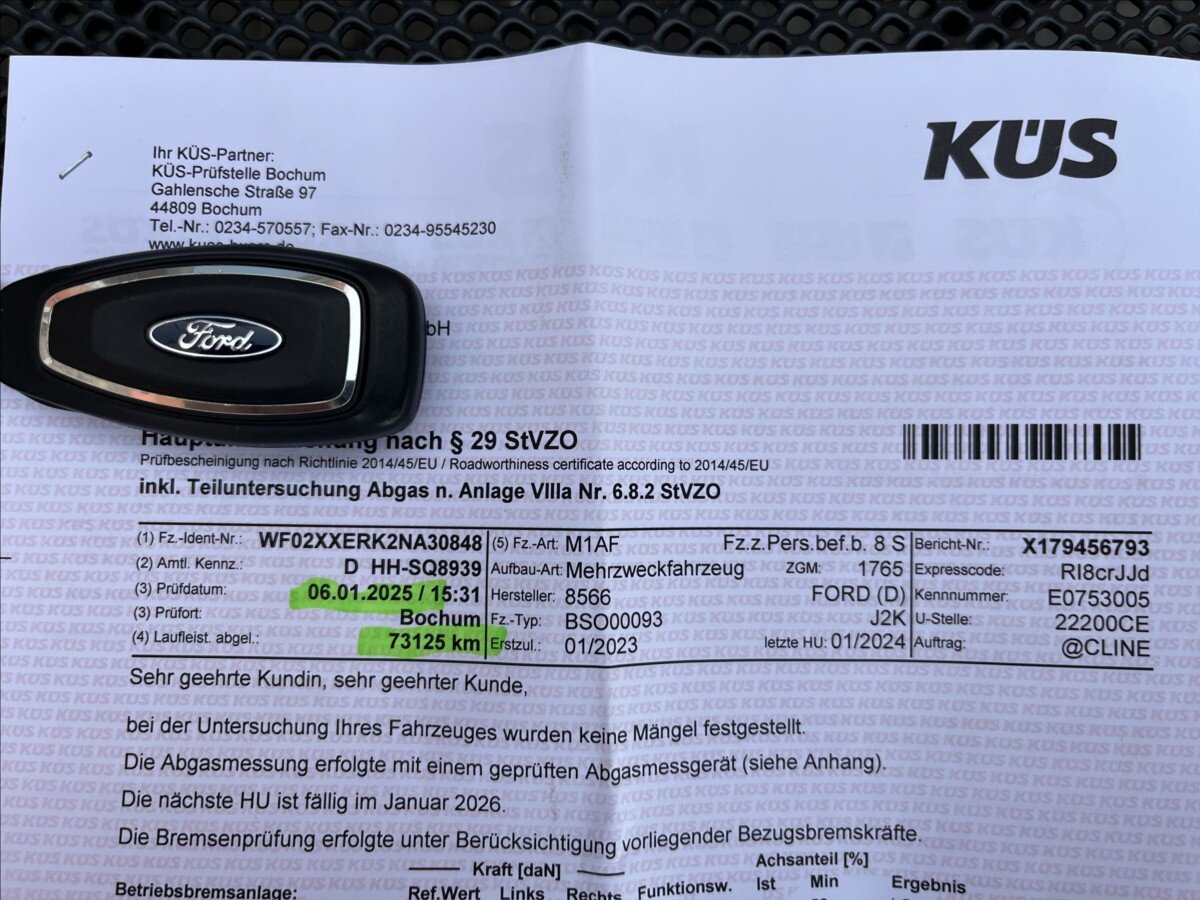 KÜS
Ihr KÜS-Partner:
KÜS-Prüfstelle Bochum
Gahlensche Straße 97
44809 Bochum
Tel.-Nr.: 0234-570557; Fax-Nr.: 0234-95545230
Ford
bH
nach § 29 StVZO
Prüfbescheinigung nach Richtlinie 2014/45/EU / Roadworthiness certificate according to 2014/45/EU
inkl. Teiluntersuchung Abgas n. Anlage VIIIa Nr. 6.8.2 StVZO
(1) Fz.-Ident-Nr.: WF02XXERK2NA30848 (5) Fz.-Art: M1AF Fz.z.Pers.bef.b. 8 S Bericht-Nr.: X179456793
(2) Amtl. Kennz.: D HH-SQ8939 Aufbau-Art: Mehrzweckfahrzeug ZGM: 1765 Expresscode: RI8crJJd
(3) Prüfdatum: 06.01.2025 / 15:31 Hersteller: 8566 FORD (D) Kennnummer: E0753005
(3) Prüfort: Bochum Fz.-Typ: BSO00093 J2K U-Stelle: 22200CE
(4) Laufleist. abgel.: 73125 km Erstzul.: 01/2023 letzte HU: 01/2024 Auftrag: @CLINE
Sehr geehrte Kundin, sehr geehrter Kunde,
bei der Untersuchung Ihres Fahrzeuges wurden keine Mängel festgestellt.
Die Abgasmessung erfolgte mit einem geprüften Abgasmessgerät (siehe Anhang).
Die nächste HU ist fällig im Januar 2026.
Die Bremsenprüfung erfolgte unter Berücksichtigung vorliegender Bezugsbremskräfte.
Kraft [daN] Achsanteil [%]
Betriebsbremsanlage: Ref.Wert Links Rechts Funktionsw. Ist Min Ergebnis